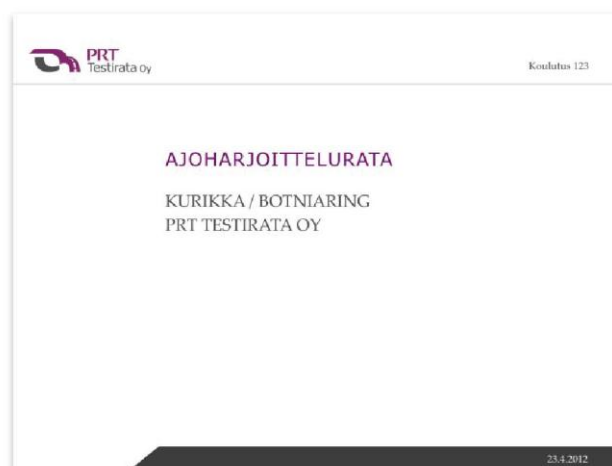 PRT
Testirata oy
Koulutus 123
AJOHARJOITTELURATA
KURIKKA / BOTNIARING
PRT TESTIRATA OY
23.4.2012